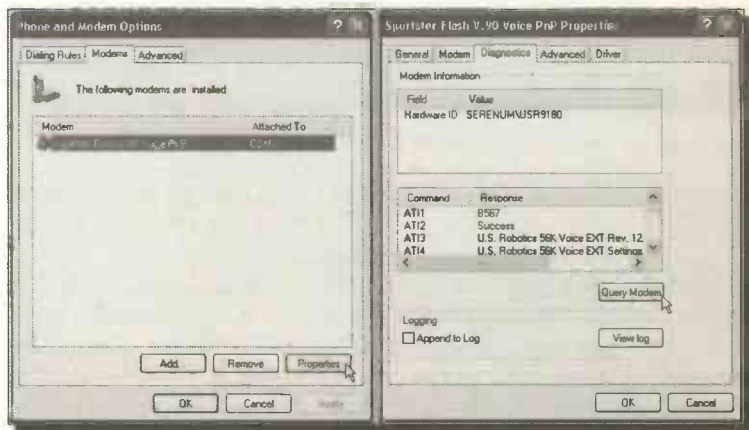 Phone and Modem Options
Dialing Rules Modems Advanced
The following modems are installed
Modem Attached To
Add... Remove Properties
OK Cancel Apply
Sportster Flash V.90 Voice PnP Properties
General Modem Diagnostics Advanced Driver
Modem Information
Field Value
Hardware ID SERENUM\USR9180
Command Response
ATI1 B567
ATI2 Success
ATI3 U.S. Robotics 56K Voice EXT Rev. 12.
ATI4 U.S. Robotics 56K Voice EXT Settings
Query Modem
Logging
Append to Log View log
OK Cancel